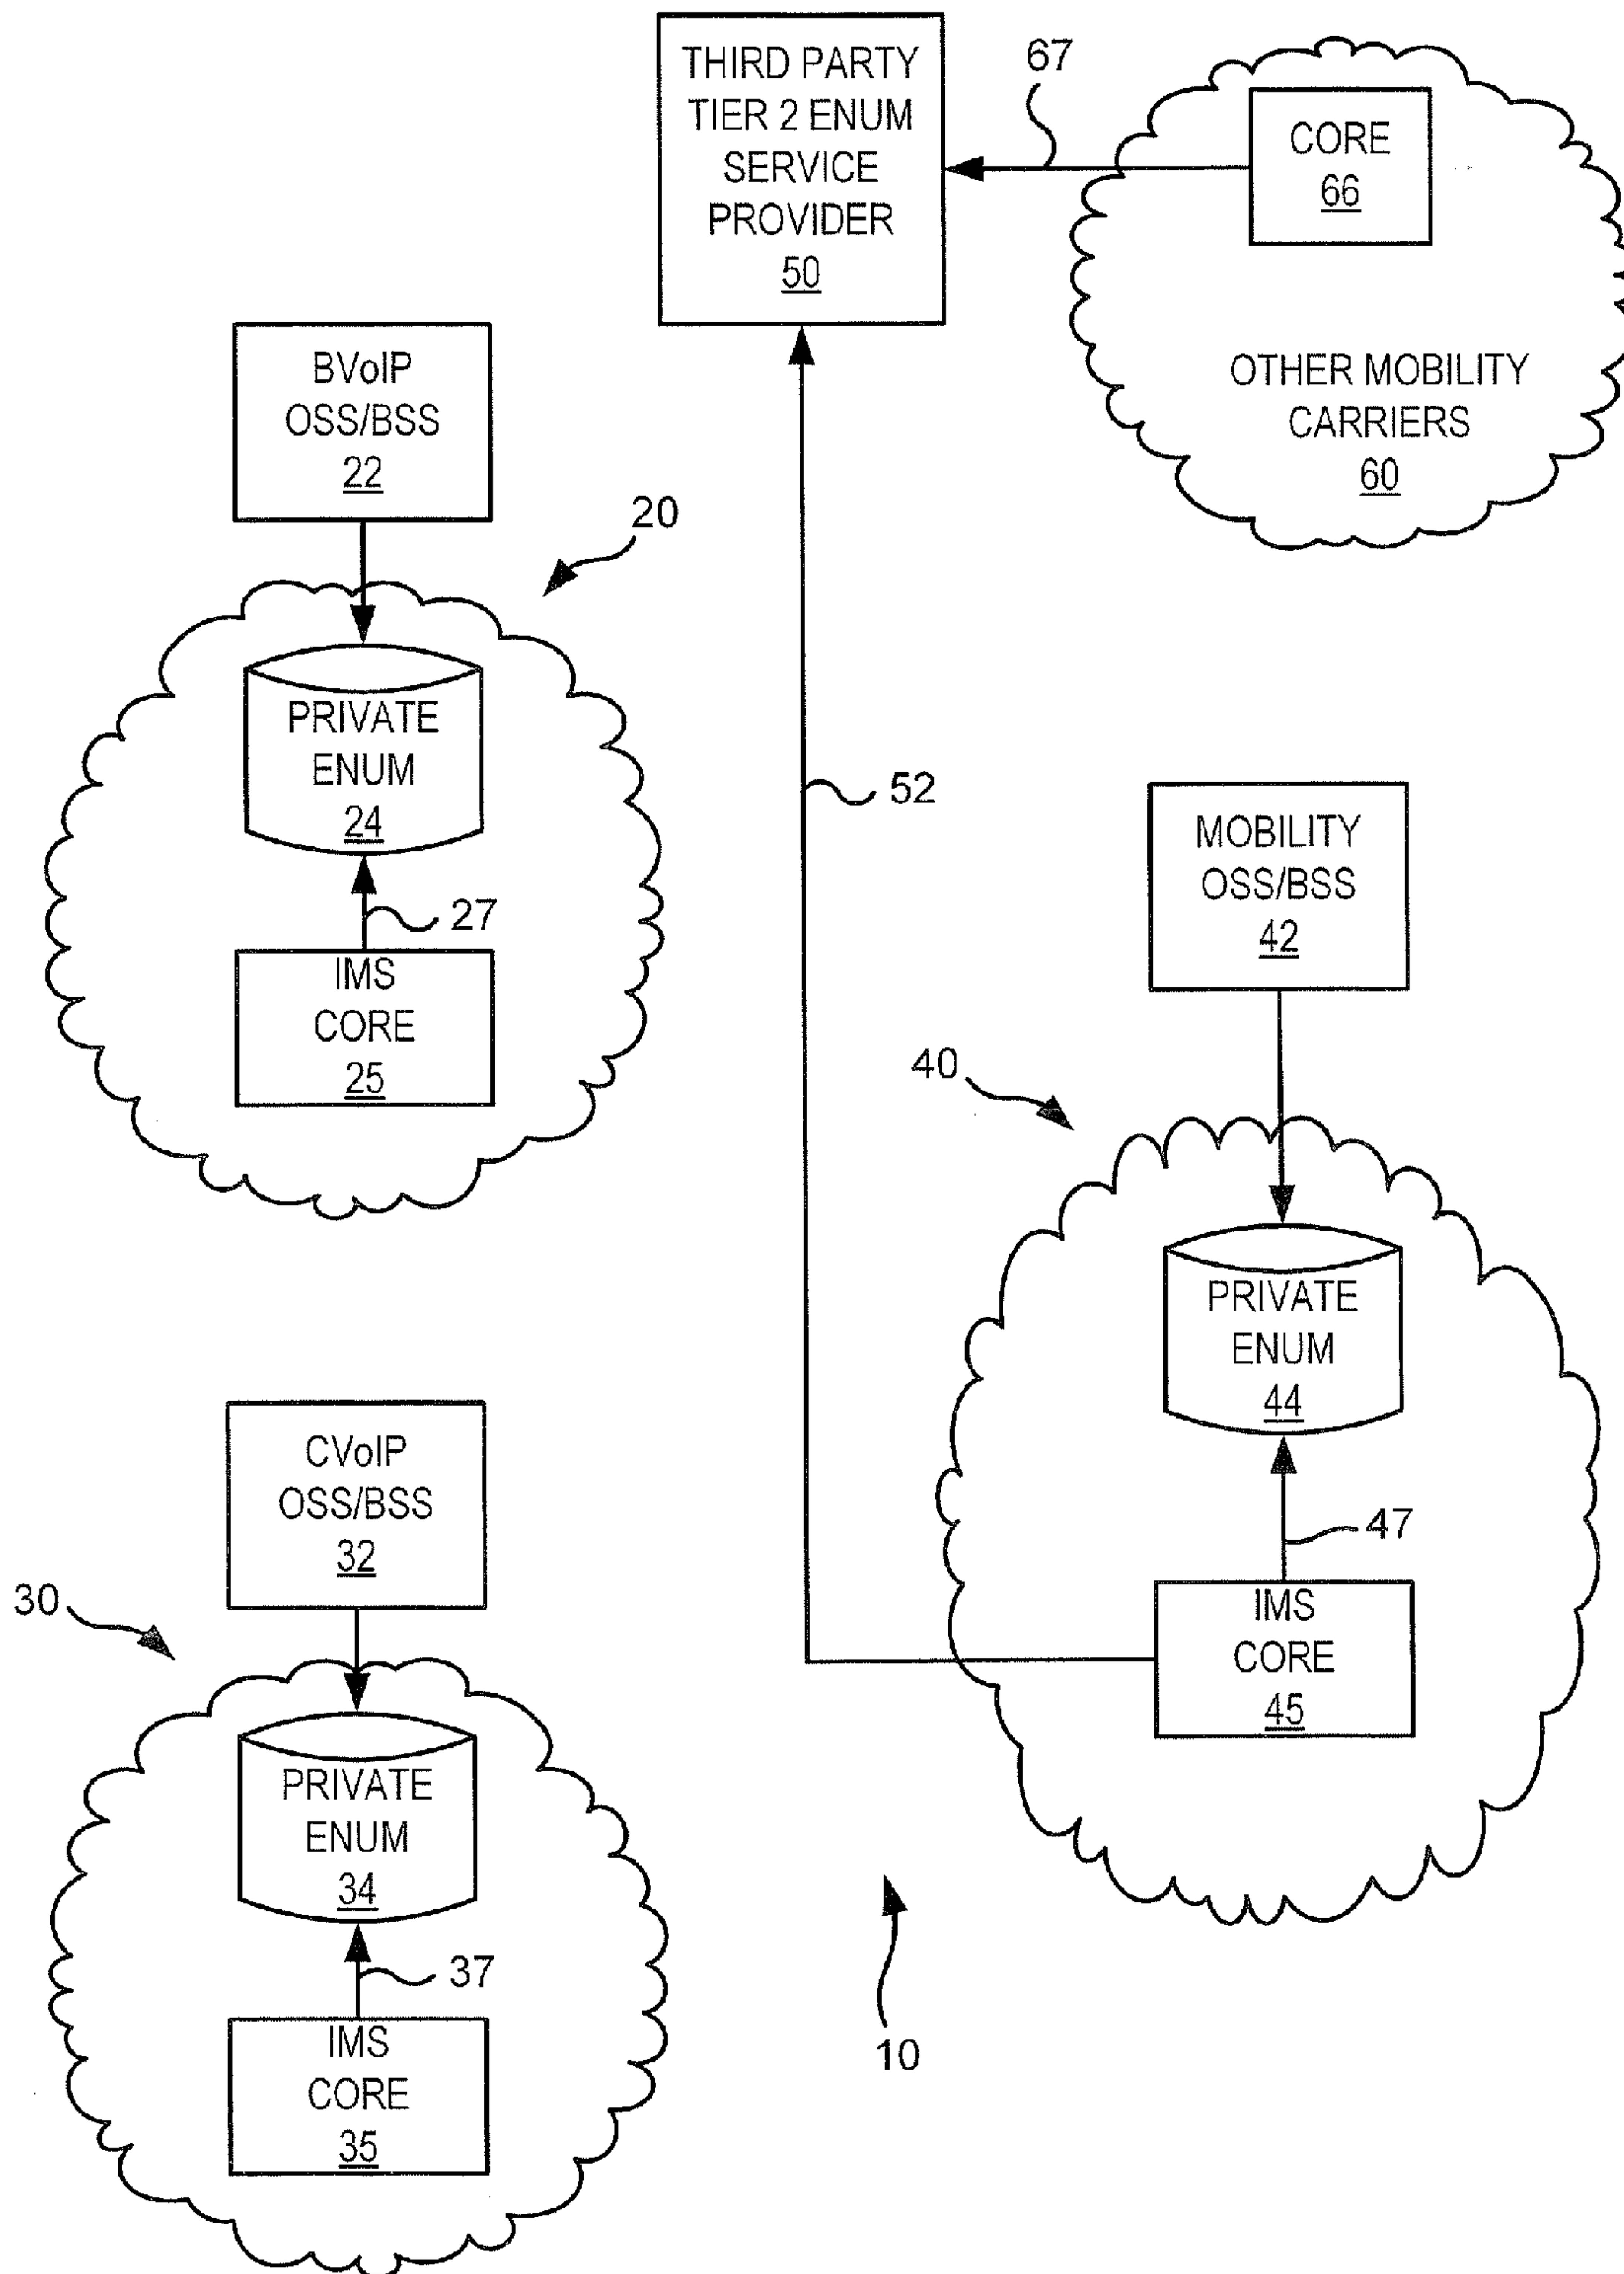 THIRD PARTY
TIER 2 ENUM
SERVICE
PROVIDER
50
67
CORE
66
OTHER MOBILITY
CARRIERS
60
BVoIP
OSS/BSS
22
20
PRIVATE
ENUM
24
27
IMS
CORE
25
52
MOBILITY
OSS/BSS
42
40
PRIVATE
ENUM
44
47
IMS
CORE
45
CVoIP
OSS/BSS
32
30
PRIVATE
ENUM
34
37
IMS
CORE
35
10